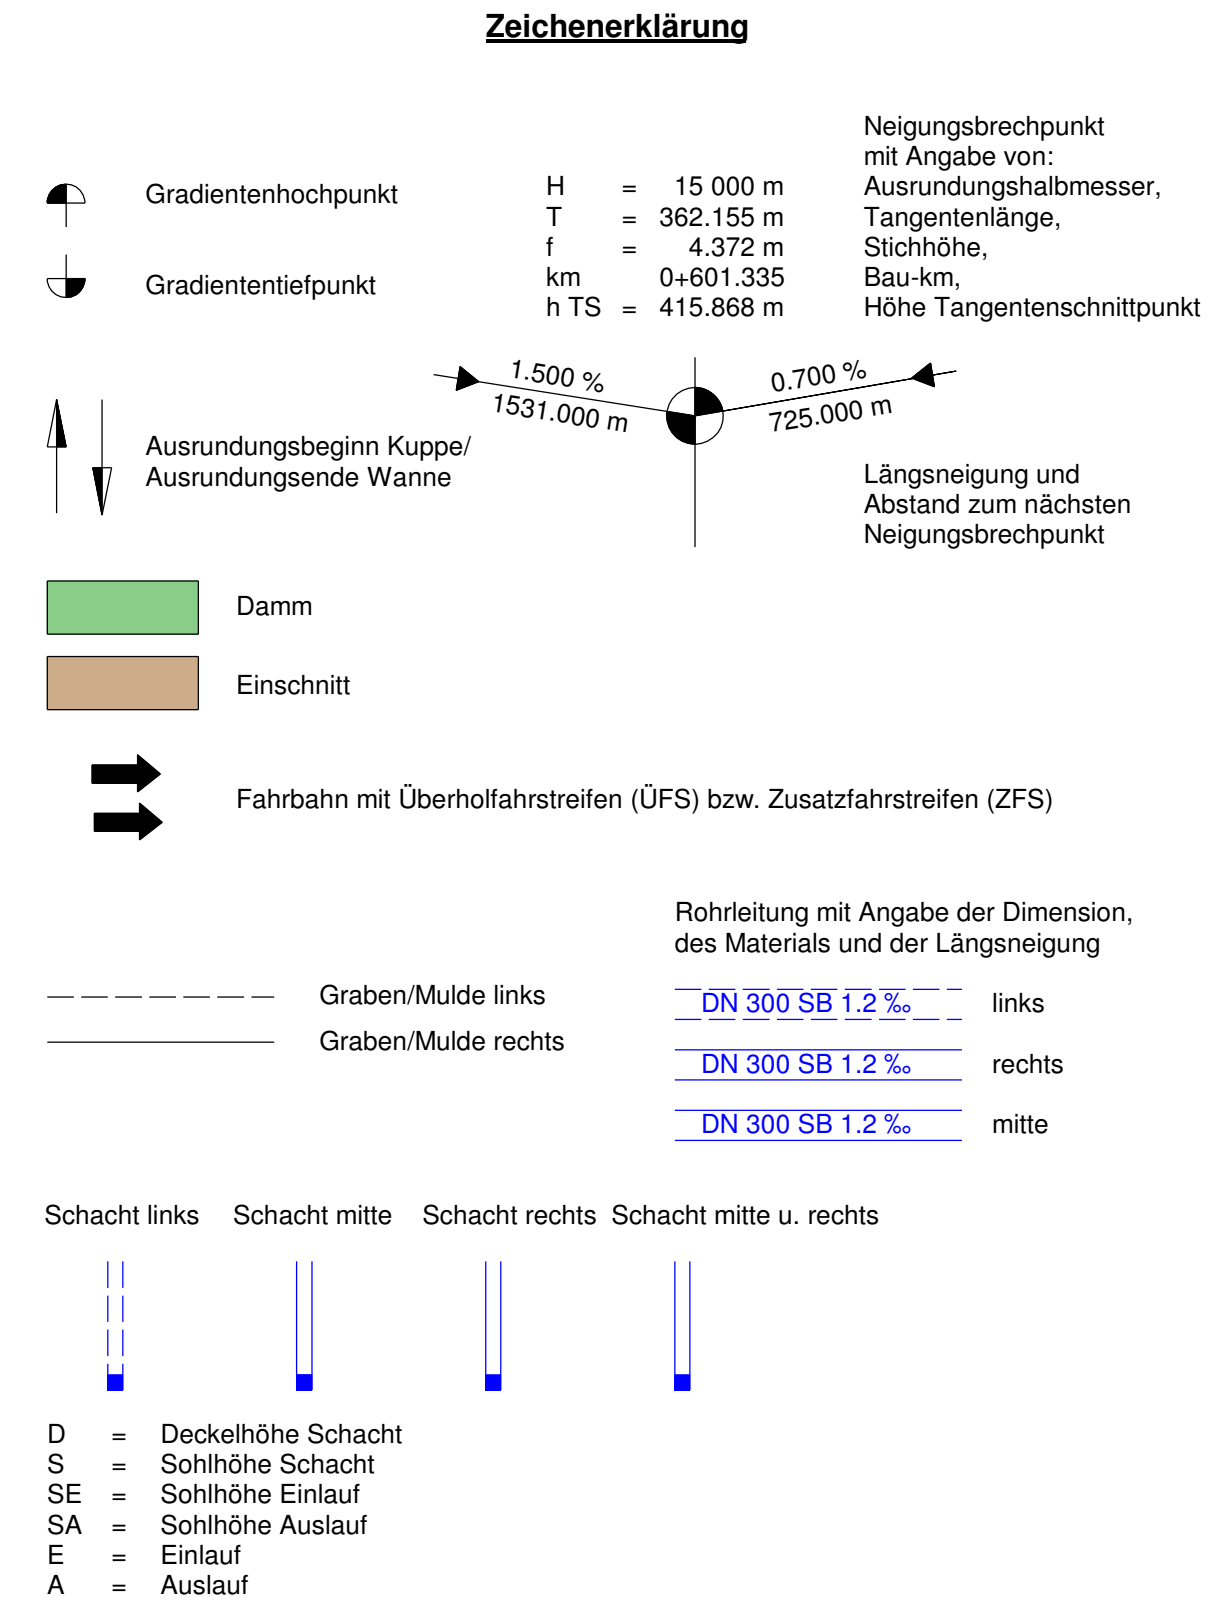 Zeichenerklärung
Gradientenhochpunkt
Gradiententiefpunkt
Neigungsbrechpunkt
mit Angabe von:
H = 15 000 m Ausrundungshalbmesser,
T = 362.155 m Tangentenlänge,
f = 4.372 m Stichhöhe,
km 0+601.335 Bau-km,
h TS = 415.868 m Höhe Tangentenschnittpunkt
1.500 %
1531.000 m
0.700 %
725.000 m
Ausrundungsbeginn Kuppe/
Ausrundungsende Wanne
Längsneigung und
Abstand zum nächsten
Neigungsbrechpunkt
Damm
Einschnitt
Fahrbahn mit Überholfahrstreifen (ÜFS) bzw. Zusatzfahrstreifen (ZFS)
Rohrleitung mit Angabe der Dimension,
des Materials und der Längsneigung
Graben/Mulde links
Graben/Mulde rechts
DN 300 SB 1.2 ‰ links
DN 300 SB 1.2 ‰ rechts
DN 300 SB 1.2 ‰ mitte
Schacht links Schacht mitte Schacht rechts Schacht mitte u. rechts
D = Deckelhöhe Schacht
S = Sohlhöhe Schacht
SE = Sohlhöhe Einlauf
SA = Sohlhöhe Auslauf
E = Einlauf
A = Auslauf